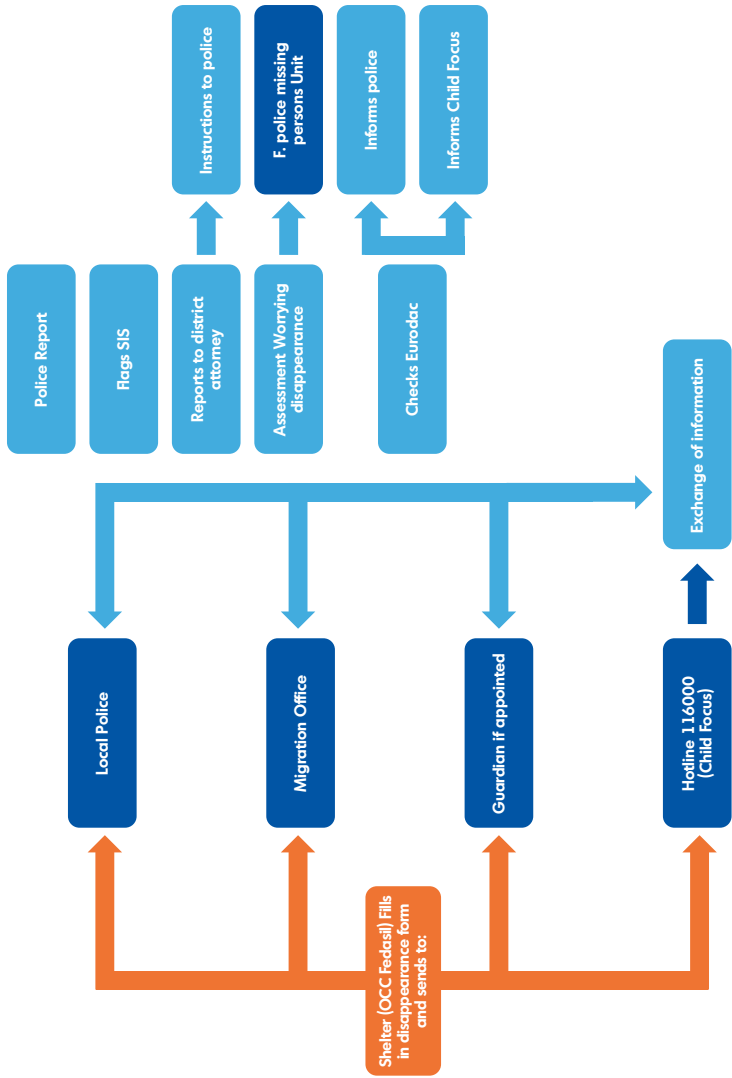 Shelter (OCC Fedasil) Fills
in disappearance form
and sends to:
Local Police
Migration Office
Guardian if appointed
Hotline 116000
(Child Focus)
Exchange of information
Police Report
Flags SIS
Reports to district
attorney
Assessment Worrying
disappearance
Checks Eurodac
Instructions to police
F. police missing
persons Unit
Informs police
Informs Child Focus